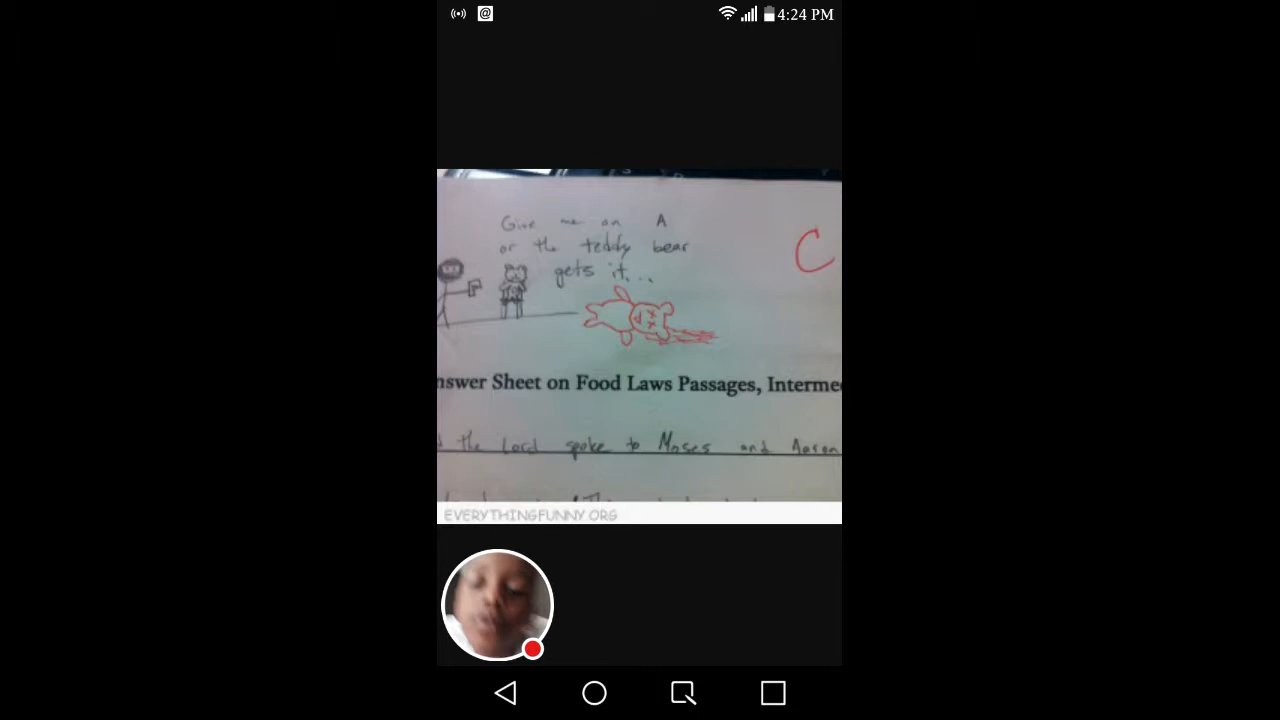 4:24 PM
Give me an A
or the teddy bear
gets it...
C
nswer Sheet on Food Laws Passages, Interme
the Lord spoke to Moses and Aaron
EVERYTHINGFUNNY.ORG